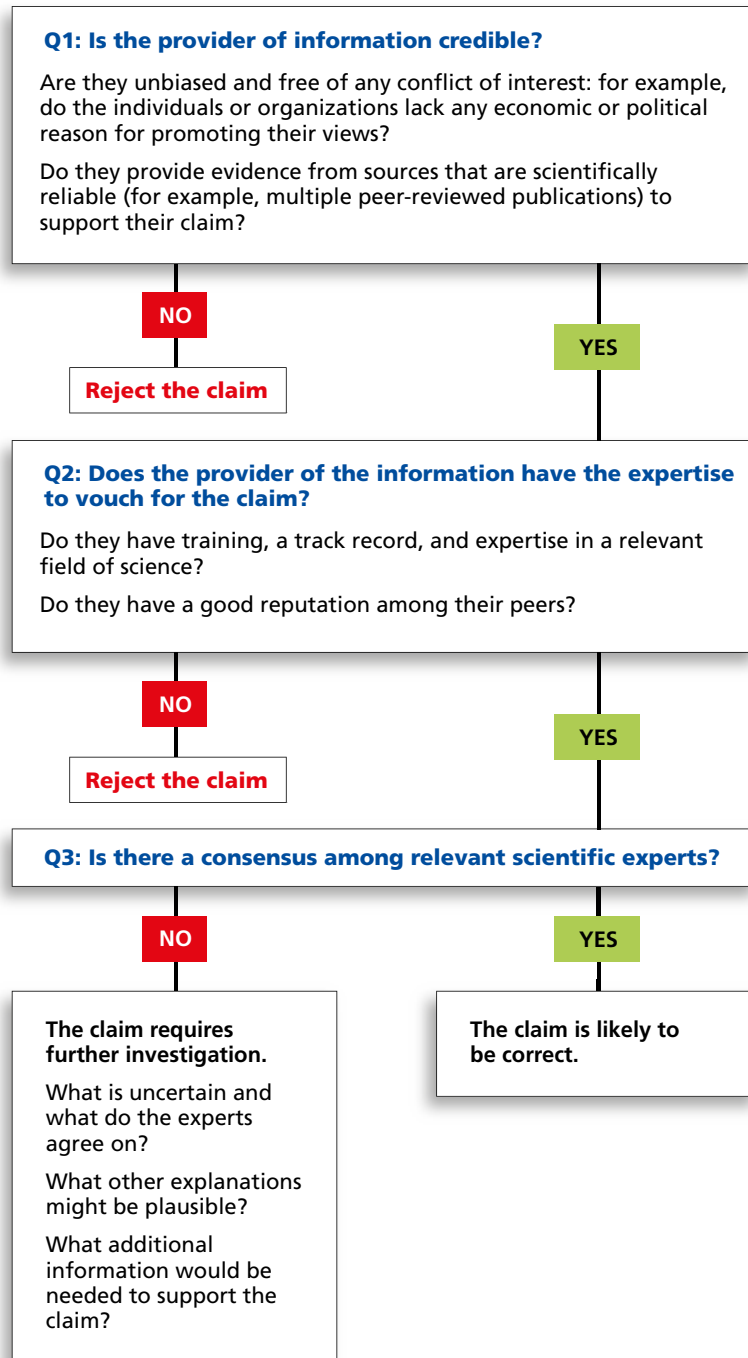 Q1: Is the provider of information credible?
Are they unbiased and free of any conflict of interest: for example,
do the individuals or organizations lack any economic or political
reason for promoting their views?
Do they provide evidence from sources that are scientifically
reliable (for example, multiple peer-reviewed publications) to
support their claim?
NO
YES
Reject the claim
Q2: Does the provider of the information have the expertise
to vouch for the claim?
Do they have training, a track record, and expertise in a relevant
field of science?
Do they have a good reputation among their peers?
NO
YES
Reject the claim
Q3: Is there a consensus among relevant scientific experts?
NO
YES
The claim requires
further investigation.
What is uncertain and
what do the experts
agree on?
What other explanations
might be plausible?
What additional
information would be
needed to support the
claim?
The claim is likely to
be correct.